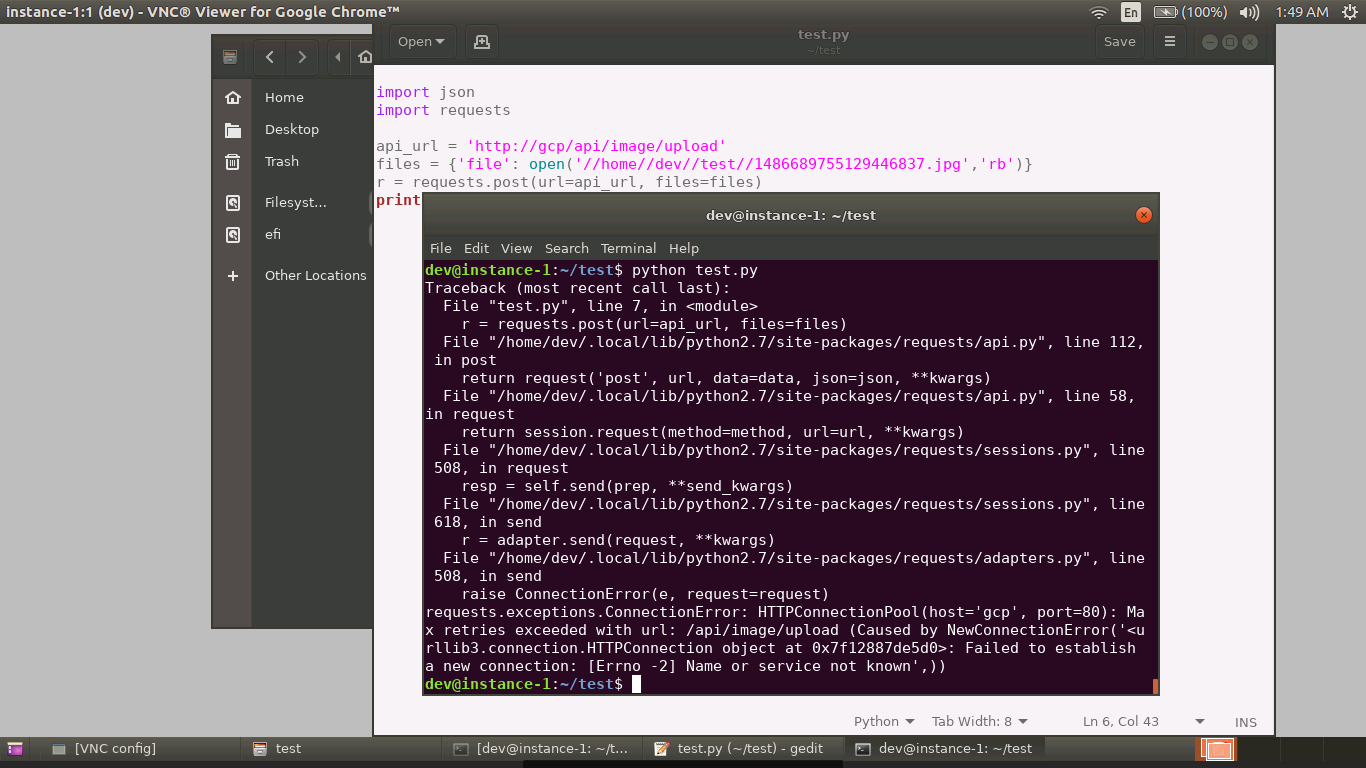 instance-1:1 (dev) - VNC® Viewer for Google Chrome™
En
(100%)
1:49 AM
Open
test.py
~/test
Save
Home
Desktop
Trash
Filesyst...
efi
Other Locations
import json
import requests
api_url = 'http://gcp/api/image/upload'
files = {'file': open('//home//dev//test//1486689755129446837.jpg','rb')}
r = requests.post(url=api_url, files=files)
print
dev@instance-1: ~/test
File Edit View Search Terminal Help
dev@instance-1:~/test$ python test.py
Traceback (most recent call last):
File "test.py", line 7, in <module>
r = requests.post(url=api_url, files=files)
File "/home/dev/.local/lib/python2.7/site-packages/requests/api.py", line 112,
in post
return request('post', url, data=data, json=json, **kwargs)
File "/home/dev/.local/lib/python2.7/site-packages/requests/api.py", line 58,
in request
return session.request(method=method, url=url, **kwargs)
File "/home/dev/.local/lib/python2.7/site-packages/requests/sessions.py", line
508, in request
resp = self.send(prep, **send_kwargs)
File "/home/dev/.local/lib/python2.7/site-packages/requests/sessions.py", line
618, in send
r = adapter.send(request, **kwargs)
File "/home/dev/.local/lib/python2.7/site-packages/requests/adapters.py", line
508, in send
raise ConnectionError(e, request=request)
requests.exceptions.ConnectionError: HTTPConnectionPool(host='gcp', port=80): Ma
x retries exceeded with url: /api/image/upload (Caused by NewConnectionError('<u
rllib3.connection.HTTPConnection object at 0x7f12887de5d0>: Failed to establish
a new connection: [Errno -2] Name or service not known',))
dev@instance-1:~/test$
Python
Tab Width: 8
Ln 6, Col 43
INS
[VNC config]
test
[dev@instance-1: ~/t...
test.py (~/test) - gedit
dev@instance-1: ~/test